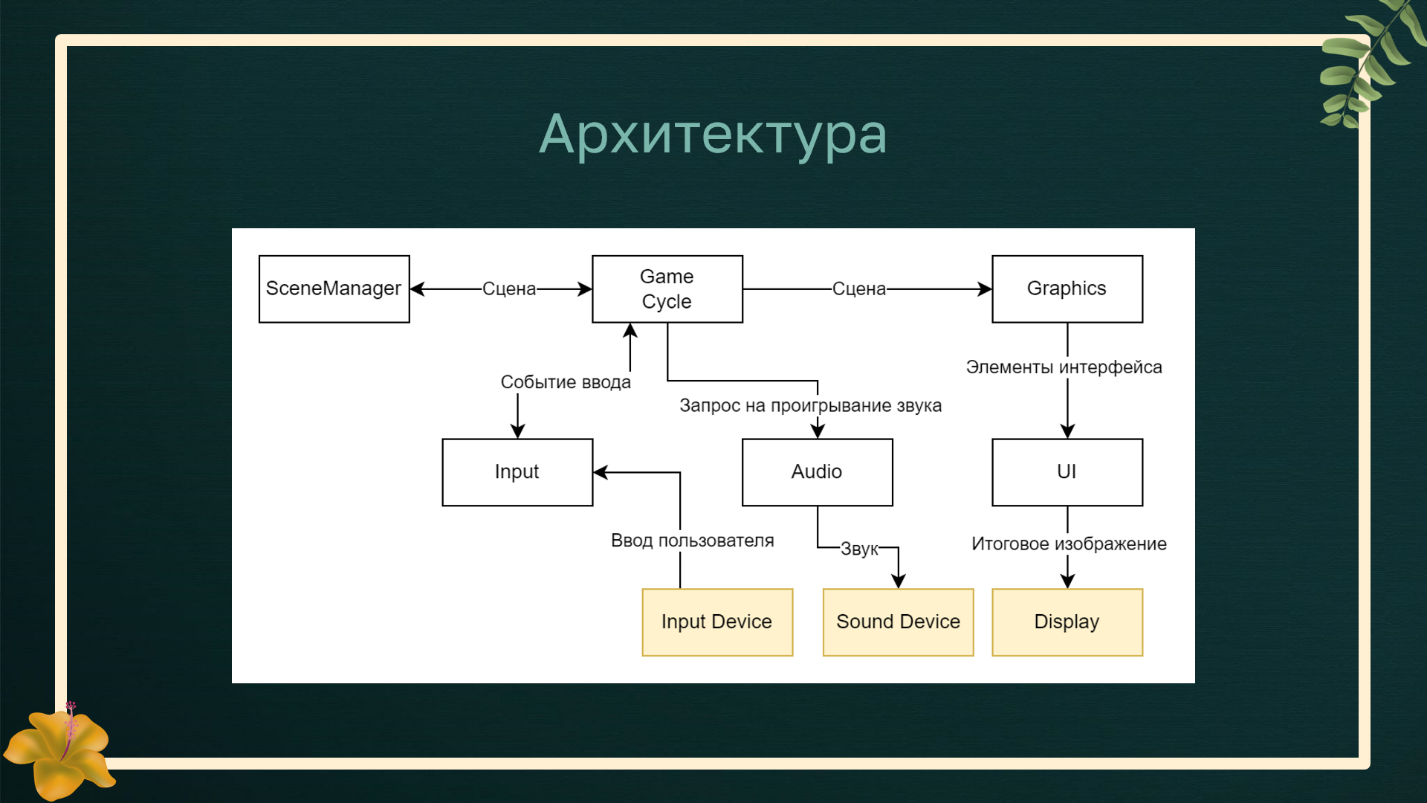 Архитектура
SceneManager
Сцена
Game
Cycle
Сцена
Graphics
Событие ввода
Запрос на проигрывание звука
Элементы интерфейса
Input
Audio
UI
Ввод пользователя
Звук
Итоговое изображение
Input Device
Sound Device
Display